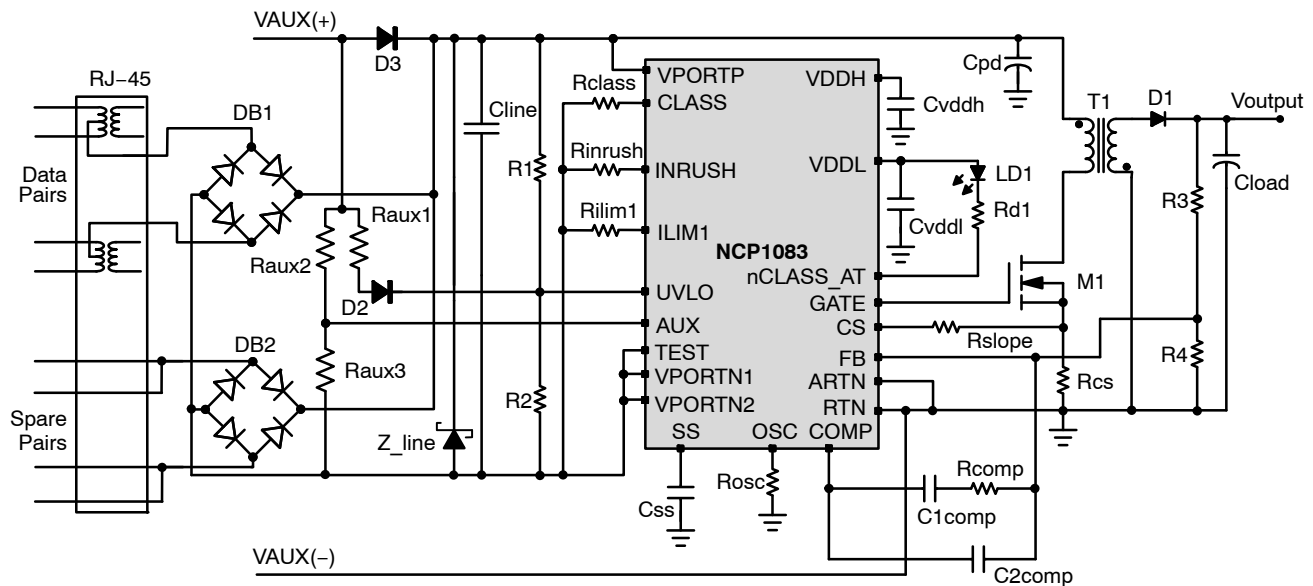 VAUX(+)
D3
RJ−45
DB1
Data
Pairs
Raux1
Raux2
D2
Raux3
DB2
Spare
Pairs
Z_line
Cline
R1
R2
Rclass
Rinrush
Rilim1
VPORTP
CLASS
INRUSH
ILIM1
NCP1083
UVLO
AUX
TEST
VPORTN1
VPORTN2
SS
OSC
COMP
VDDH
VDDL
nCLASS_AT
GATE
CS
FB
ARTN
RTN
Cvddh
Cvddl
LD1
Rd1
Cpd
T1
D1
Voutput
Cload
R3
R4
M1
Rslope
Rcs
Css
Rosc
Rcomp
C1comp
C2comp
VAUX(−)